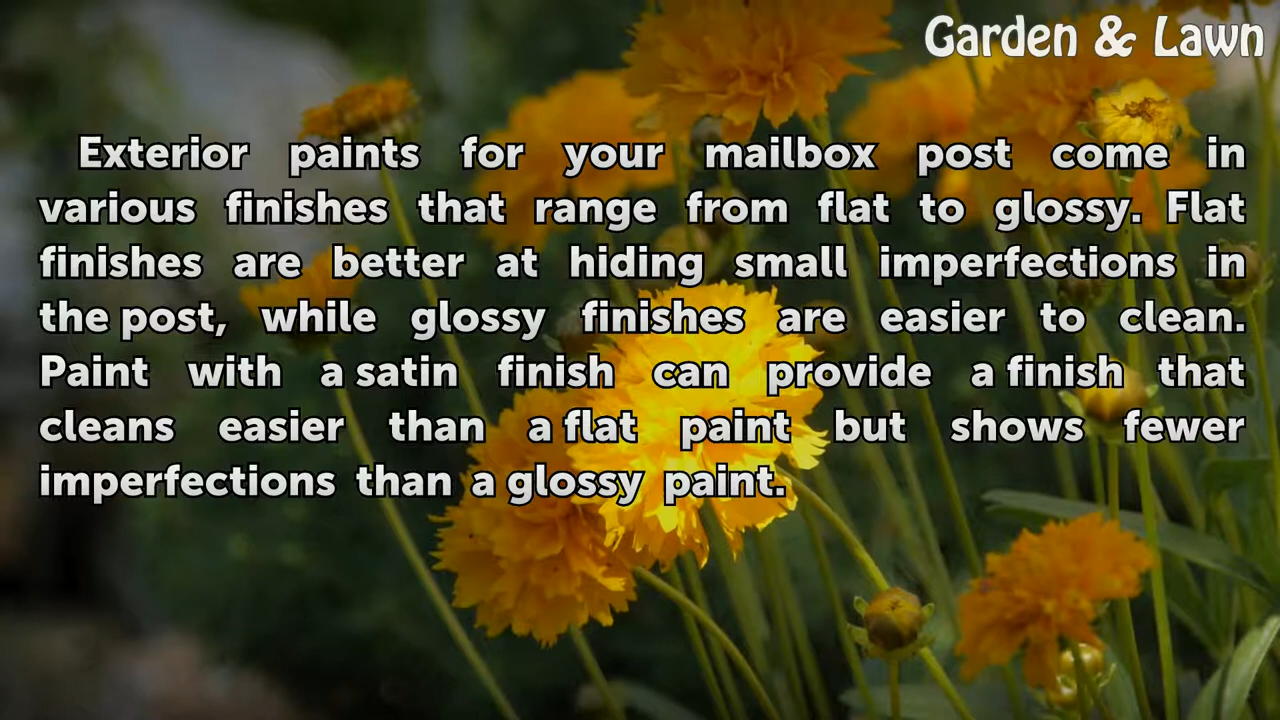 Garden & Lawn
Exterior paints for your mailbox post come in
various finishes that range from flat to glossy. Flat
finishes are better at hiding small imperfections in
the post, while glossy finishes are easier to clean.
Paint with a satin finish can provide a finish that
cleans easier than a flat paint but shows fewer
imperfections than a glossy paint.